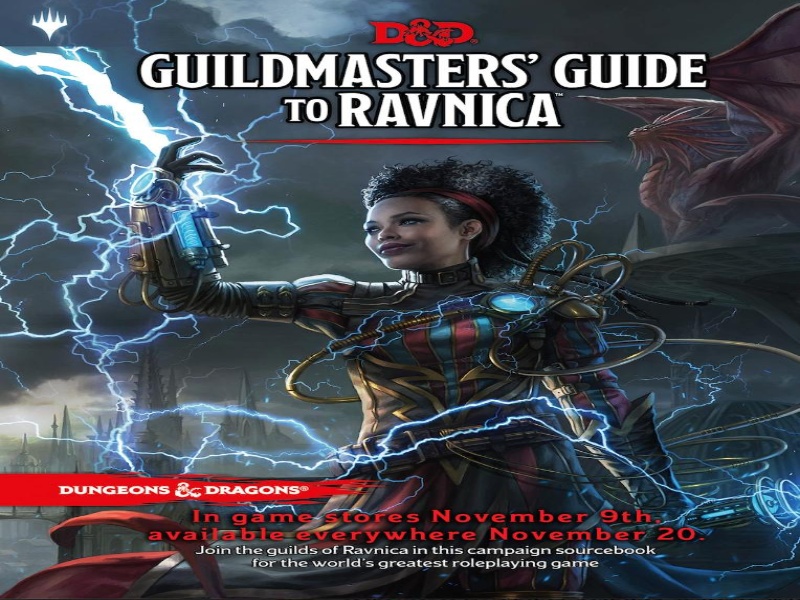 D&D®
GUILDMASTERS' GUIDE
TO RAVNICA™
DUNGEONS & DRAGONS®
In game stores November 9th,
available everywhere November 20.
Join the guilds of Ravnica in this campaign sourcebook
for the world's greatest roleplaying game